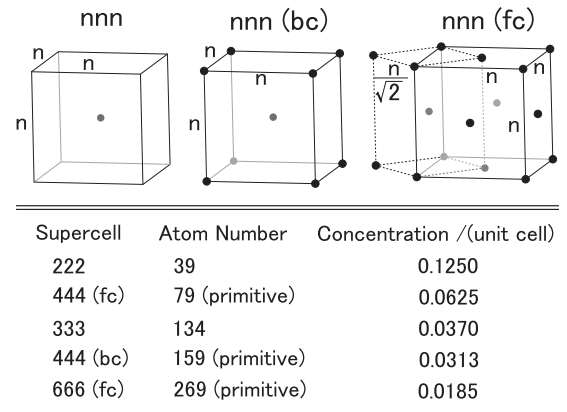 nnn nnn (bc) nnn (fc)
n n n
n n n
n/√2 n n n
Supercell Atom Number Concentration /(unit cell)
222 39 0.1250
444 (fc) 79 (primitive) 0.0625
333 134 0.0370
444 (bc) 159 (primitive) 0.0313
666 (fc) 269 (primitive) 0.0185